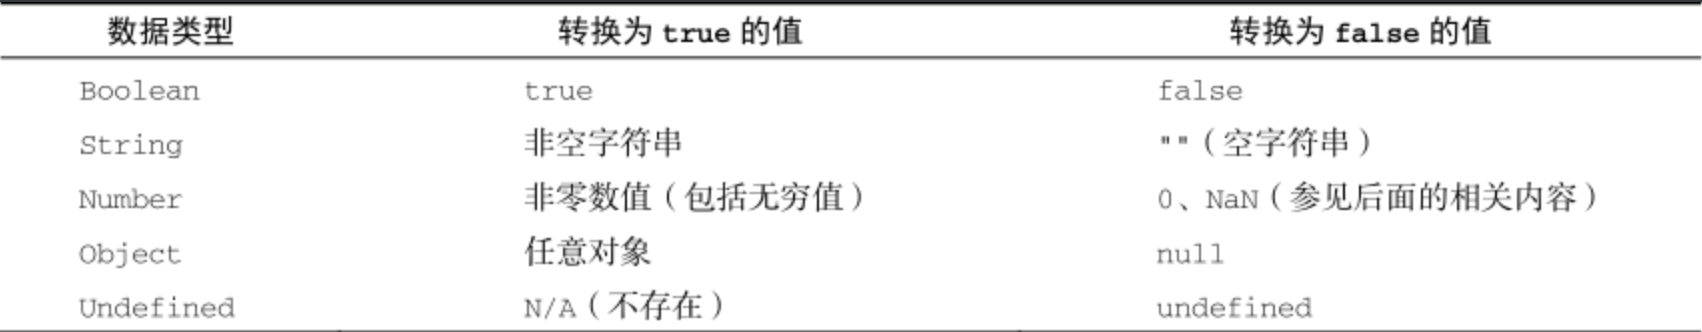 数据类型 转换为 true 的值 转换为 false 的值
Boolean true false
String 非空字符串 ""（空字符串）
Number 非零数值（包括无穷值） 0、NaN（参见后面的相关内容）
Object 任意对象 null
Undefined N/A（不存在） undefined